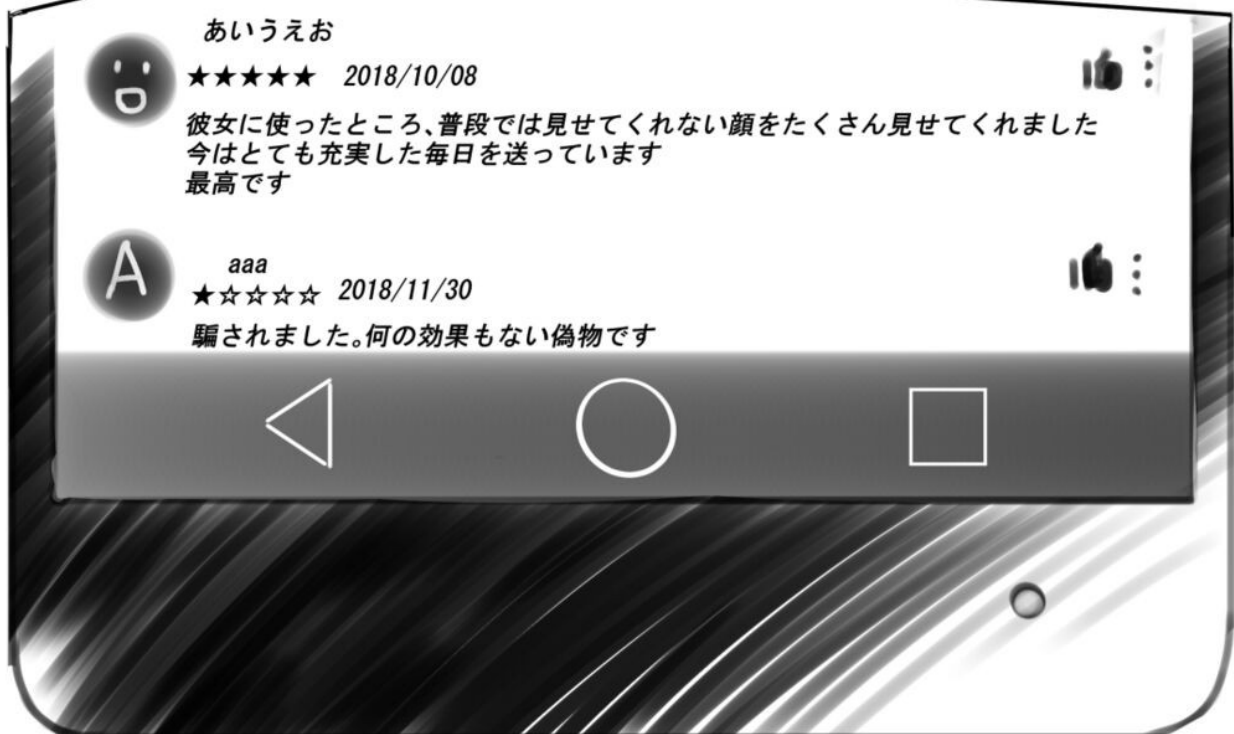 あいうえお
★★★★★ 2018/10/08
彼女に使ったところ、普段では見せてくれない顔をたくさん見せてくれました
今はとても充実した毎日を送っています
最高です
A
aaa
★☆☆☆☆ 2018/11/30
騙されました。何の効果もない偽物です